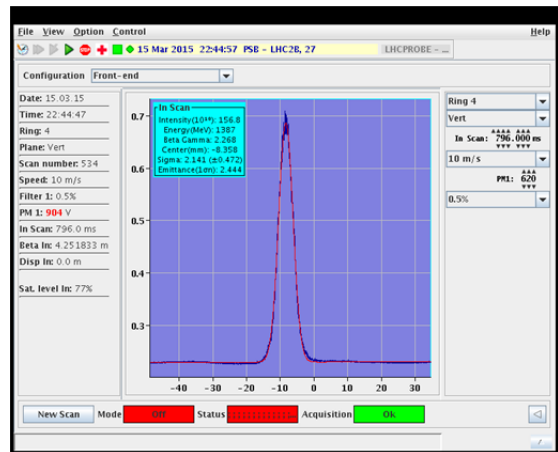 File View Option Control Help
15 Mar 2015 22:44:57 PSB - LHC2B, 27 LHCPROBE - ...
Configuration Front-end
Date: 15.03.15
Time: 22:44:47
Ring: 4
Plane: Vert
Scan number: 534
Speed: 10 m/s
Filter 1: 0.5%
PM 1: 904 V
In Scan: 796.0 ms
Beta In: 4.251833 m
Disp In: 0.0 m
Sat. level In: 77%
In Scan
Energy(MeV): 1387
Beta Gamma: 2.268
Center(mm): -8.358
Sigma: 2.141 (±0.472)
Emittance(1σn): 2.444
0.7
0.6
0.5
0.4
0.3
-40 -30 -20 -10 0 10 20 30
Ring 4
Vert
In Scan: 796.000 ms
10 m/s
PM1: 620
0.5%
New Scan Mode Off Status Acquisition Ok